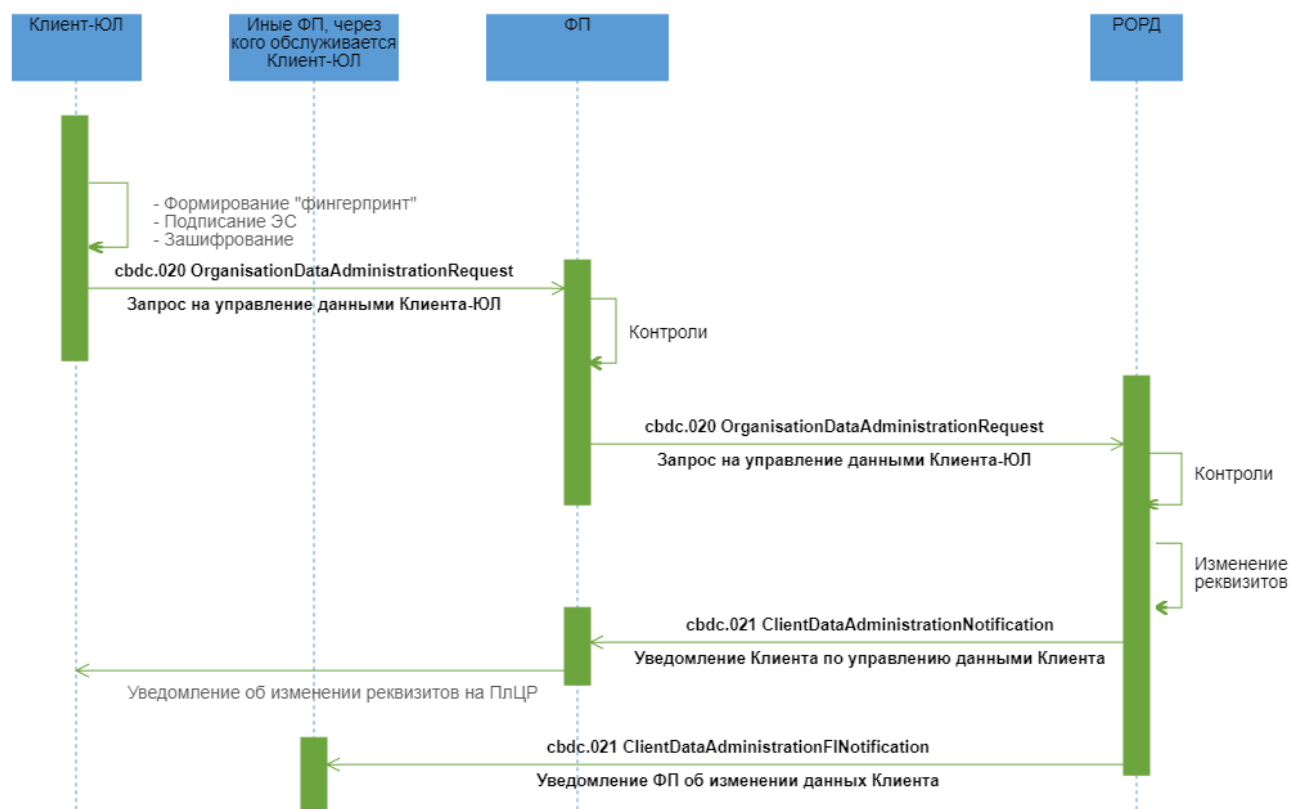 Клиент-ЮЛ
Иные ФП, через
кого обслуживается
Клиент-ЮЛ
ФП
РОРД
- Формирование "фингерпринт"
- Подписание ЭС
- Зашифрование
cbdc.020 OrganisationDataAdministrationRequest
Запрос на управление данными Клиента-ЮЛ
Контроли
cbdc.020 OrganisationDataAdministrationRequest
Запрос на управление данными Клиента-ЮЛ
Контроли
Изменение
реквизитов
cbdc.021 ClientDataAdministrationNotification
Уведомление Клиента по управлению данными Клиента
Уведомление об изменении реквизитов на ПлЦР
cbdc.021 ClientDataAdministrationFINotification
Уведомление ФП об изменении данных Клиента